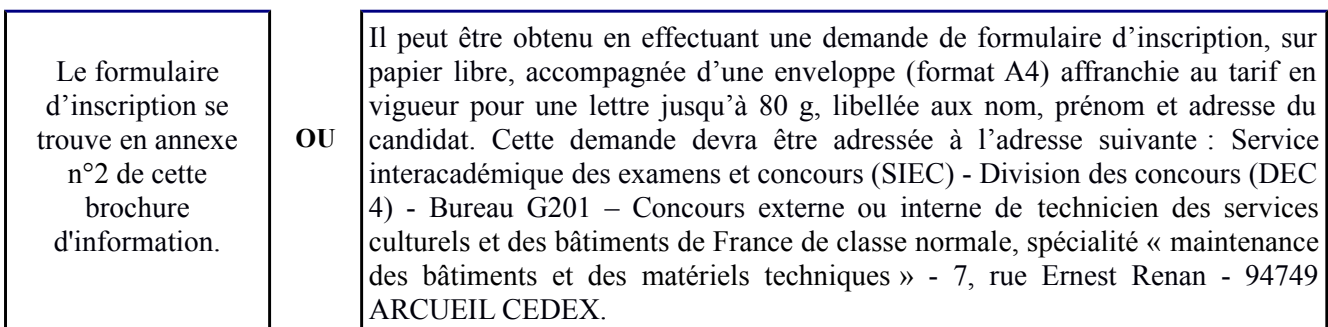 Le formulaire
d’inscription se
trouve en annexe
n°2 de cette
brochure
d'information.
OU
Il peut être obtenu en effectuant une demande de formulaire d’inscription, sur
papier libre, accompagnée d’une enveloppe (format A4) affranchie au tarif en
vigueur pour une lettre jusqu’à 80 g, libellée aux nom, prénom et adresse du
candidat. Cette demande devra être adressée à l’adresse suivante : Service
interacadémique des examens et concours (SIEC) - Division des concours (DEC
4) - Bureau G201 – Concours externe ou interne de technicien des services
culturels et des bâtiments de France de classe normale, spécialité « maintenance
des bâtiments et des matériels techniques » - 7, rue Ernest Renan - 94749
ARCUEIL CEDEX.